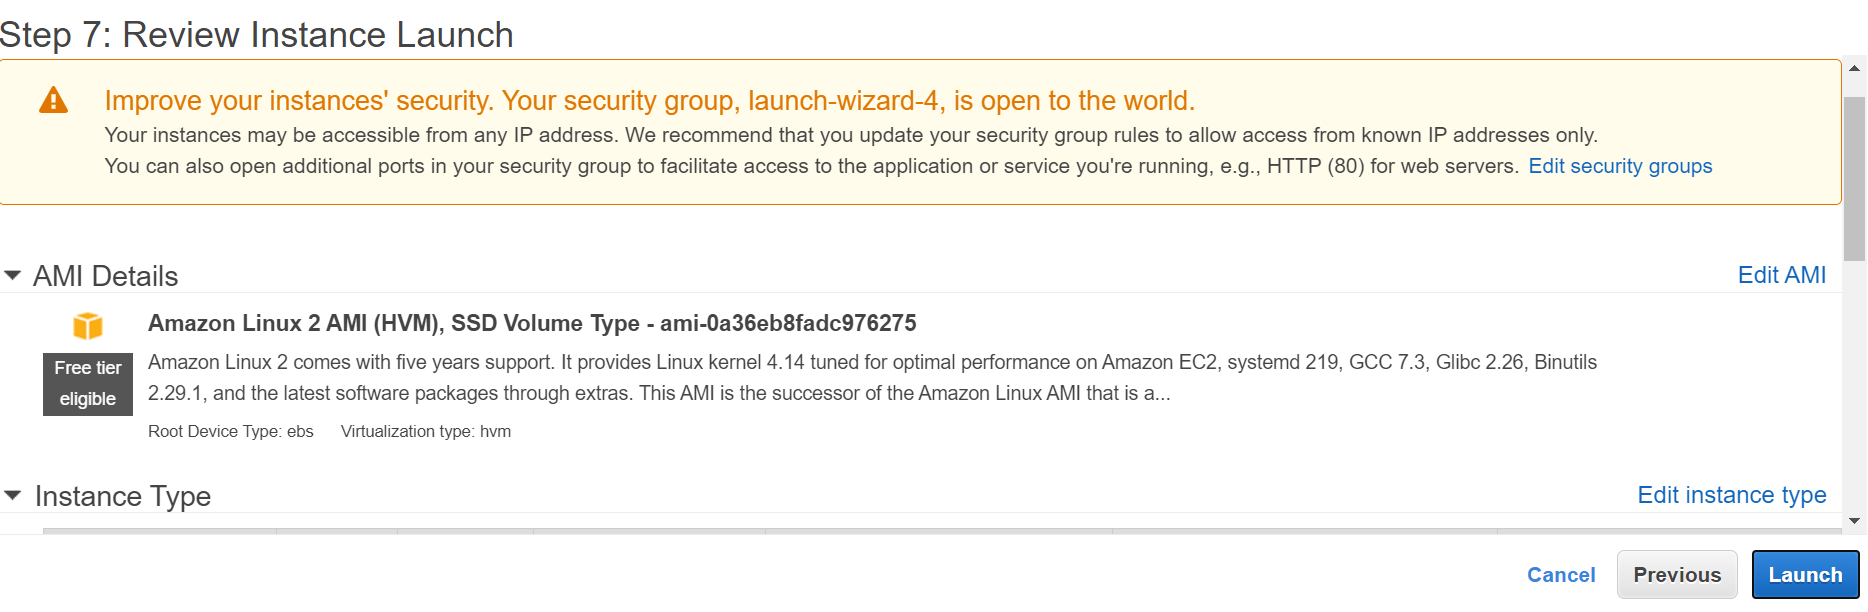 Step 7: Review Instance Launch
Improve your instances' security. Your security group, launch-wizard-4, is open to the world.
Your instances may be accessible from any IP address. We recommend that you update your security group rules to allow access from known IP addresses only.
You can also open additional ports in your security group to facilitate access to the application or service you're running, e.g., HTTP (80) for web servers. Edit security groups
AMI Details
Edit AMI
Amazon Linux 2 AMI (HVM), SSD Volume Type - ami-0a36eb8fadc976275
Free tier
eligible
Amazon Linux 2 comes with five years support. It provides Linux kernel 4.14 tuned for optimal performance on Amazon EC2, systemd 219, GCC 7.3, Glibc 2.26, Binutils
2.29.1, and the latest software packages through extras. This AMI is the successor of the Amazon Linux AMI that is a...
Root Device Type: ebs Virtualization type: hvm
Instance Type
Edit instance type
Cancel Previous Launch